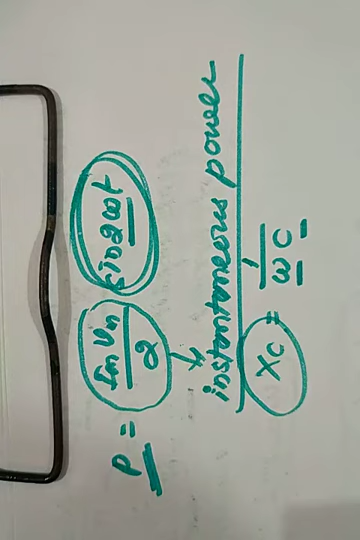 P = Im Vm / 2 sin2ωt
instantaneous power
Xc = 1 / ωC